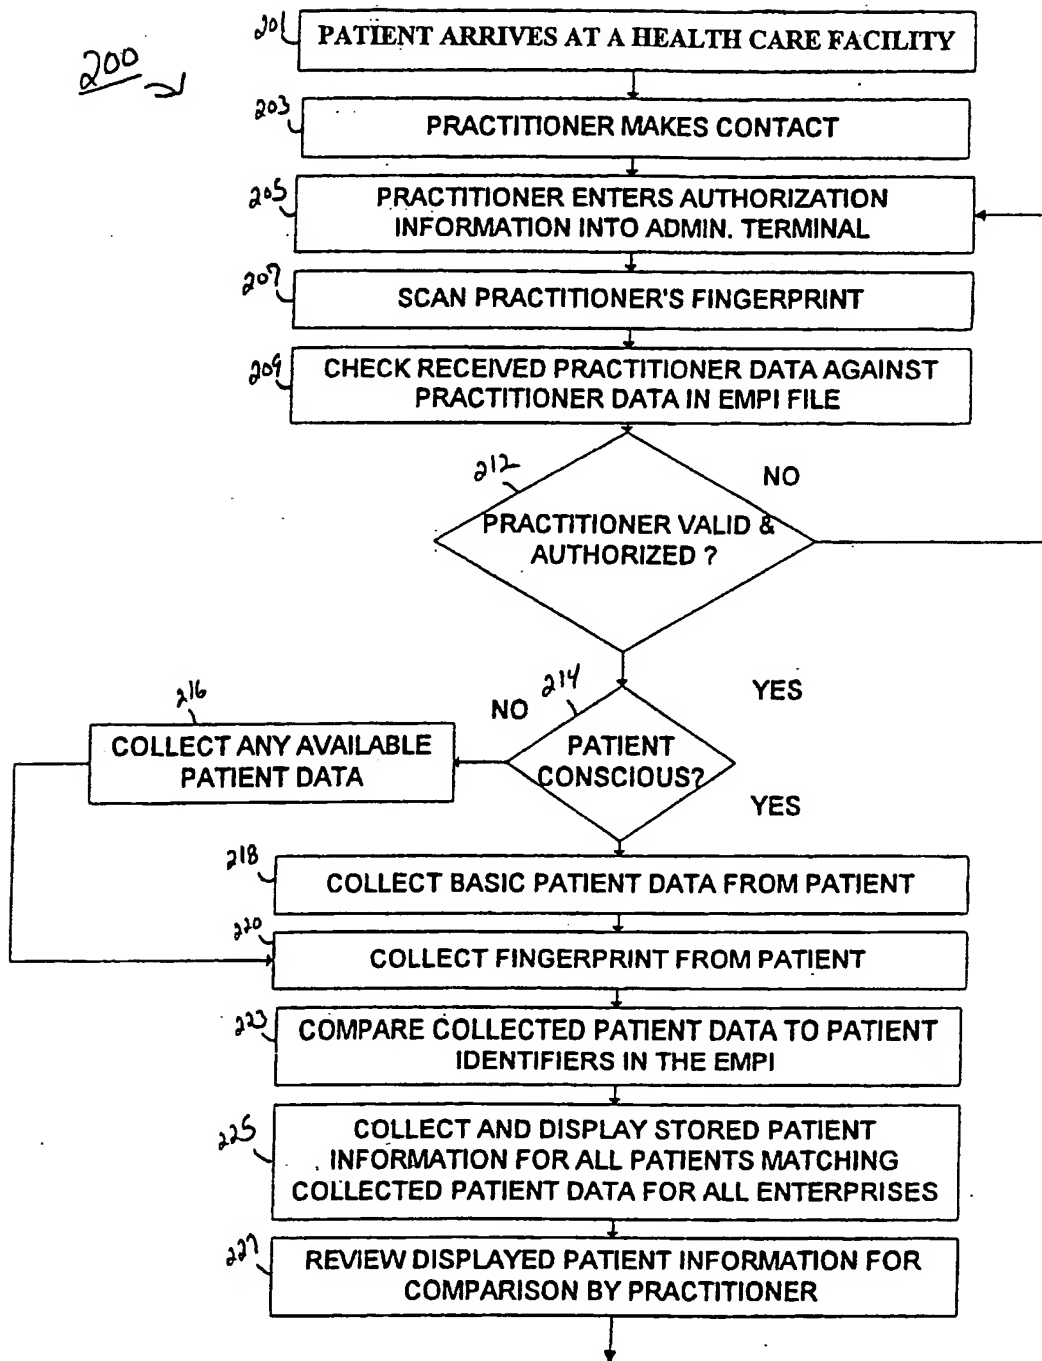 200
201
PATIENT ARRIVES AT A HEALTH CARE FACILITY
203
PRACTITIONER MAKES CONTACT
205
PRACTITIONER ENTERS AUTHORIZATION
INFORMATION INTO ADMIN. TERMINAL
207
SCAN PRACTITIONER'S FINGERPRINT
209
CHECK RECEIVED PRACTITIONER DATA AGAINST
PRACTITIONER DATA IN EMPI FILE
212
NO
PRACTITIONER VALID &
AUTHORIZED ?
YES
214
NO
216
PATIENT
CONSCIOUS?
COLLECT ANY AVAILABLE
PATIENT DATA
YES
218
COLLECT BASIC PATIENT DATA FROM PATIENT
220
COLLECT FINGERPRINT FROM PATIENT
223
COMPARE COLLECTED PATIENT DATA TO PATIENT
IDENTIFIERS IN THE EMPI
225
COLLECT AND DISPLAY STORED PATIENT
INFORMATION FOR ALL PATIENTS MATCHING
COLLECTED PATIENT DATA FOR ALL ENTERPRISES
227
REVIEW DISPLAYED PATIENT INFORMATION FOR
COMPARISON BY PRACTITIONER